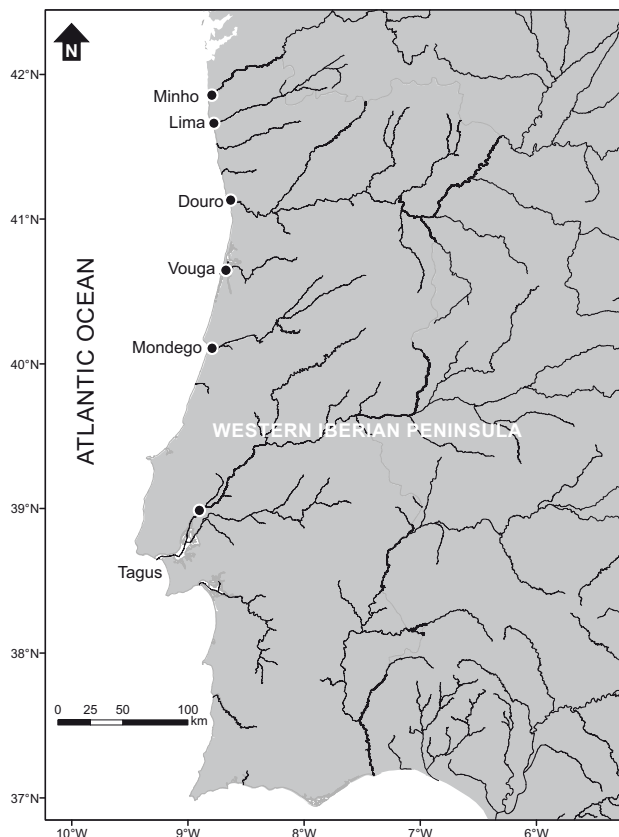 N
42°N
Minho
Lima
Douro
41°N
Vouga
ATLANTIC OCEAN
Mondego
40°N
WESTERN IBERIAN PENINSULA
39°N
Tagus
38°N
0 25 50 100
km
37°N
10°W 9°W 8°W 7°W 6°W